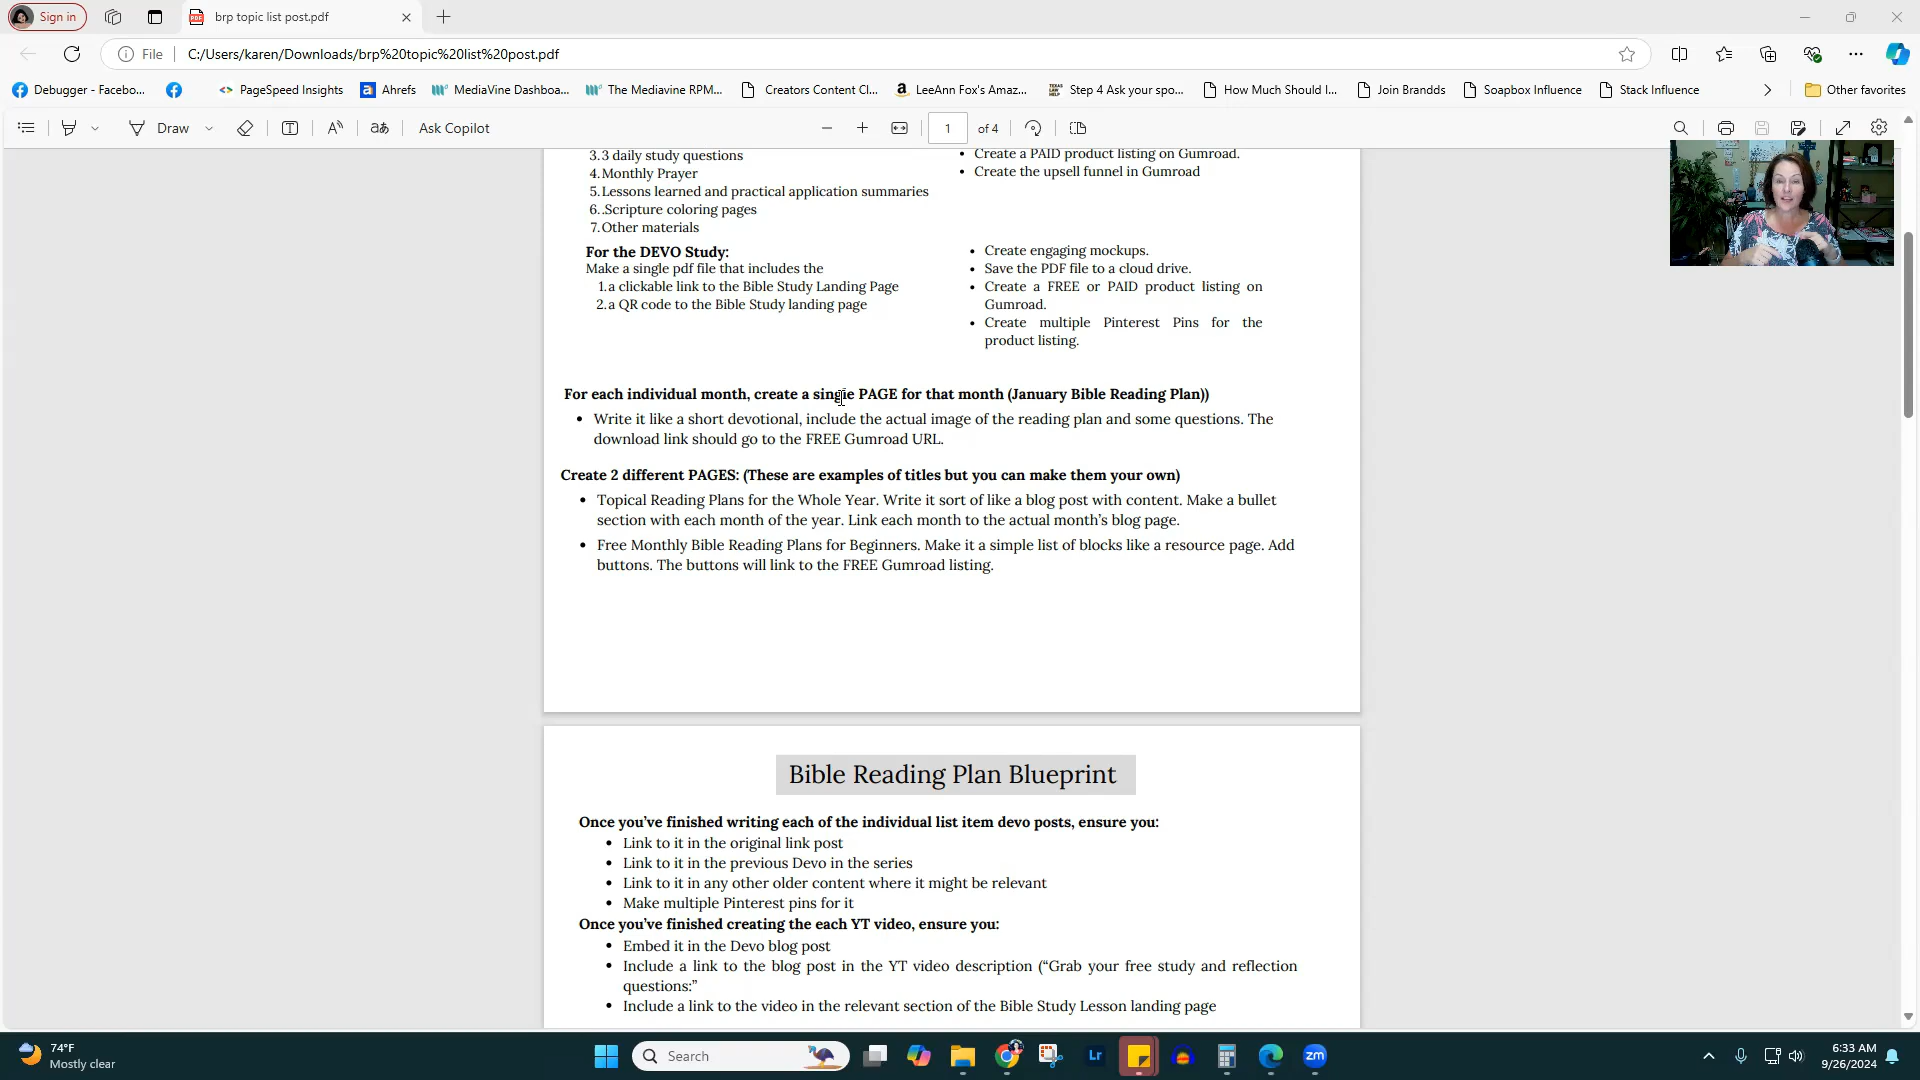 Sign in
brp topic list post.pdf
File
C:/Users/karen/Downloads/brp%20topic%20list%20post.pdf
Debugger - Facebo...
PageSpeed Insights
Ahrefs
MediaVine Dashboa...
The Mediavine RPM...
Creators Content Cl...
LeeAnn Fox's Amaz...
Step 4 Ask your spo...
How Much Should I...
Join Brandds
Soapbox Influence
Stack Influence
Other favorites
Draw
Ask Copilot
1 of 4
3.3 daily study questions
4.Monthly Prayer
5.Lessons learned and practical application summaries
6..Scripture coloring pages
7.Other materials
• Create a PAID product listing on Gumroad.
• Create the upsell funnel in Gumroad
For the DEVO Study:
Make a single pdf file that includes the
1.a clickable link to the Bible Study Landing Page
2.a QR code to the Bible Study landing page
• Create engaging mockups.
• Save the PDF file to a cloud drive.
• Create a FREE or PAID product listing on
Gumroad.
• Create multiple Pinterest Pins for the
product listing.
For each individual month, create a single PAGE for that month (January Bible Reading Plan))
• Write it like a short devotional, include the actual image of the reading plan and some questions. The
download link should go to the FREE Gumroad URL.
Create 2 different PAGES: (These are examples of titles but you can make them your own)
• Topical Reading Plans for the Whole Year. Write it sort of like a blog post with content. Make a bullet
section with each month of the year. Link each month to the actual month's blog page.
• Free Monthly Bible Reading Plans for Beginners. Make it a simple list of blocks like a resource page. Add
buttons. The buttons will link to the FREE Gumroad listing.
Bible Reading Plan Blueprint
Once you've finished writing each of the individual list item devo posts, ensure you:
• Link to it in the original link post
• Link to it in the previous Devo in the series
• Link to it in any other older content where it might be relevant
• Make multiple Pinterest pins for it
Once you've finished creating the each YT video, ensure you:
• Embed it in the Devo blog post
• Include a link to the blog post in the YT video description (“Grab your free study and reflection
questions:”
• Include a link to the video in the relevant section of the Bible Study Lesson landing page
74°F
Mostly clear
Search
Lr
zm
6:33 AM
9/26/2024